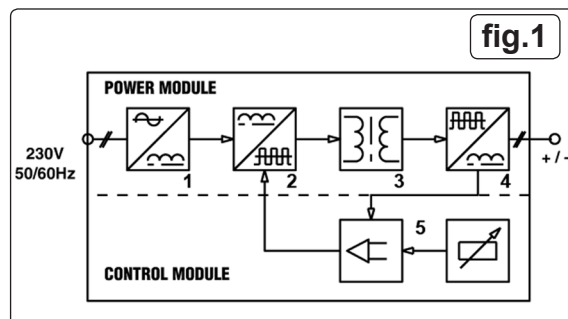 fig.1
POWER MODULE
230V
50/60Hz
1
2
3
4
+ / -
5
CONTROL MODULE